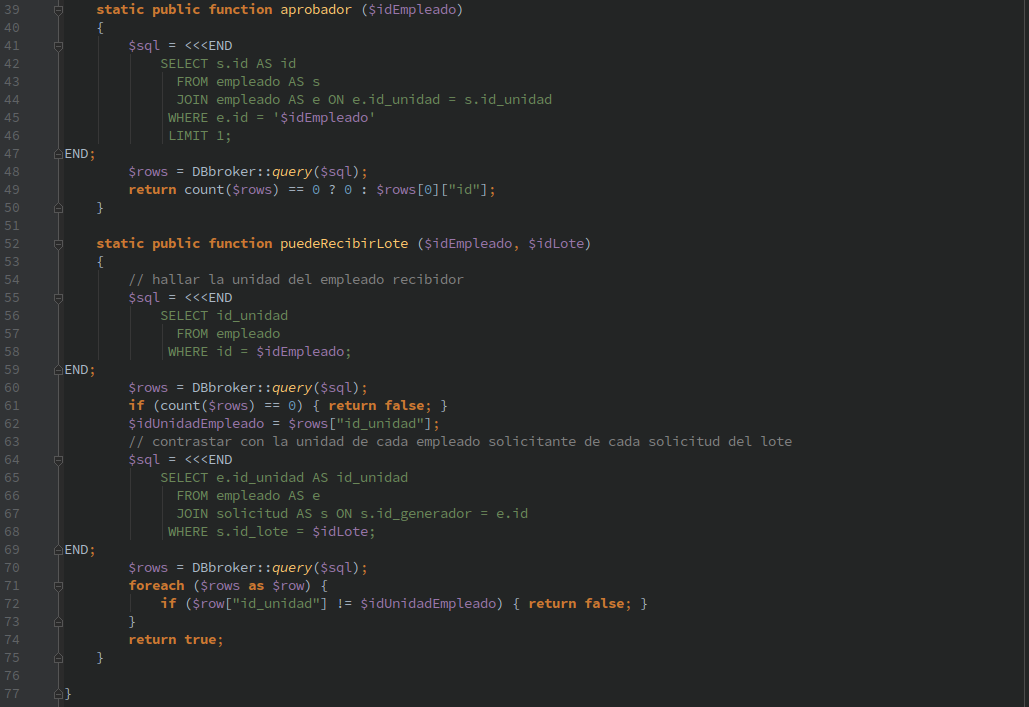 39     static public function aprobador ($idEmpleado)
40     {
41         $sql = <<<END
42             SELECT s.id AS id
43               FROM empleado AS s
44               JOIN empleado AS e ON e.id_unidad = s.id_unidad
45              WHERE e.id = '$idEmpleado'
46              LIMIT 1;
47 END;
48         $rows = DBbroker::query($sql);
49         return count($rows) == 0 ? 0 : $rows[0]["id"];
50     }
51
52     static public function puedeRecibirLote ($idEmpleado, $idLote)
53     {
54         // hallar la unidad del empleado recibidor
55         $sql = <<<END
56             SELECT id_unidad
57               FROM empleado
58              WHERE id = $idEmpleado;
59 END;
60         $rows = DBbroker::query($sql);
61         if (count($rows) == 0) { return false; }
62         $idUnidadEmpleado = $rows["id_unidad"];
63         // contrastar con la unidad de cada empleado solicitante de cada solicitud del lote
64         $sql = <<<END
65             SELECT e.id_unidad AS id_unidad
66               FROM empleado AS e
67               JOIN solicitud AS s ON s.id_generador = e.id
68              WHERE s.id_lote = $idLote;
69 END;
70         $rows = DBbroker::query($sql);
71         foreach ($rows as $row) {
72             if ($row["id_unidad"] != $idUnidadEmpleado) { return false; }
73         }
74         return true;
75     }
76
77 }